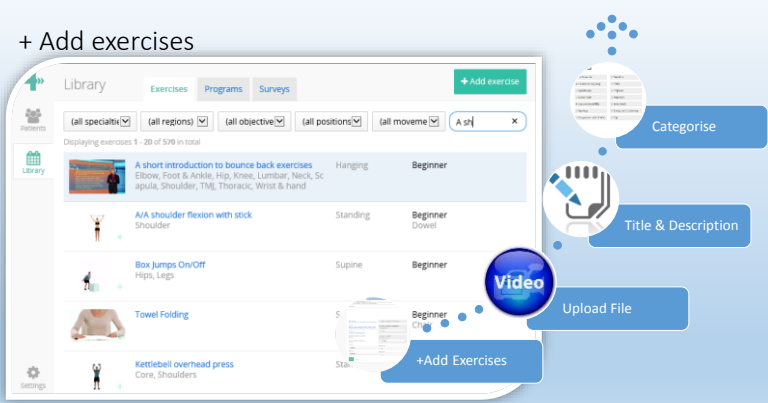 + Add exercises
Library
Exercises
Programs
Surveys
+ Add exercise
Patients
(all specialtie
(all regions)
(all objective
(all positions
(all moveme
A sh
×
Displaying exercises 1 - 20 of 570 in total
Library
A short introduction to bounce back exercises
Hanging
Beginner
Elbow, Foot & Ankle, Hip, Knee, Lumbar, Neck, Sc
apula, Shoulder, TMJ, Thoracic, Wrist & hand
A/A shoulder flexion with stick
Standing
Beginner
Shoulder
Dowel
Box Jumps On/Off
Supine
Beginner
Hips, Legs
Towel Folding
Beginner
Kettlebell overhead press
Core, Shoulders
Settings
Categorise
Title & Description
Video
Upload File
+Add Exercises